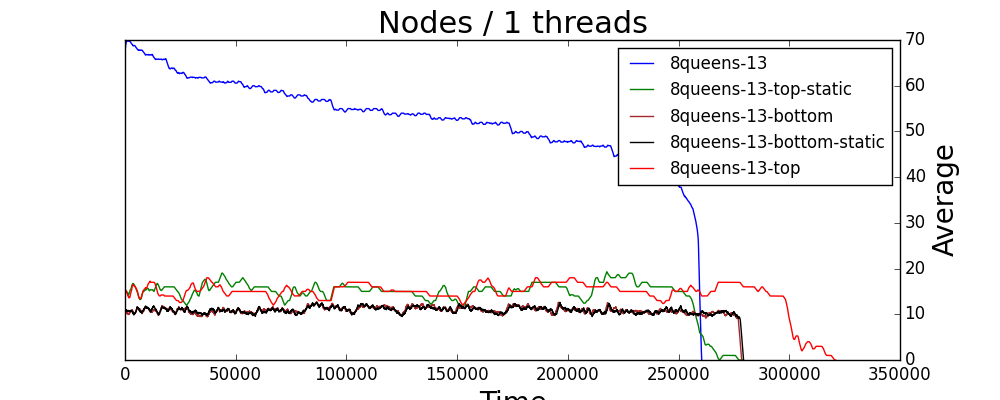 Nodes / 1 threads
8queens-13
8queens-13-top-static
8queens-13-bottom
8queens-13-bottom-static
8queens-13-top
70
60
50
40
30
20
10
0
Average
0 50000 100000 150000 200000 250000 300000 350000
Time